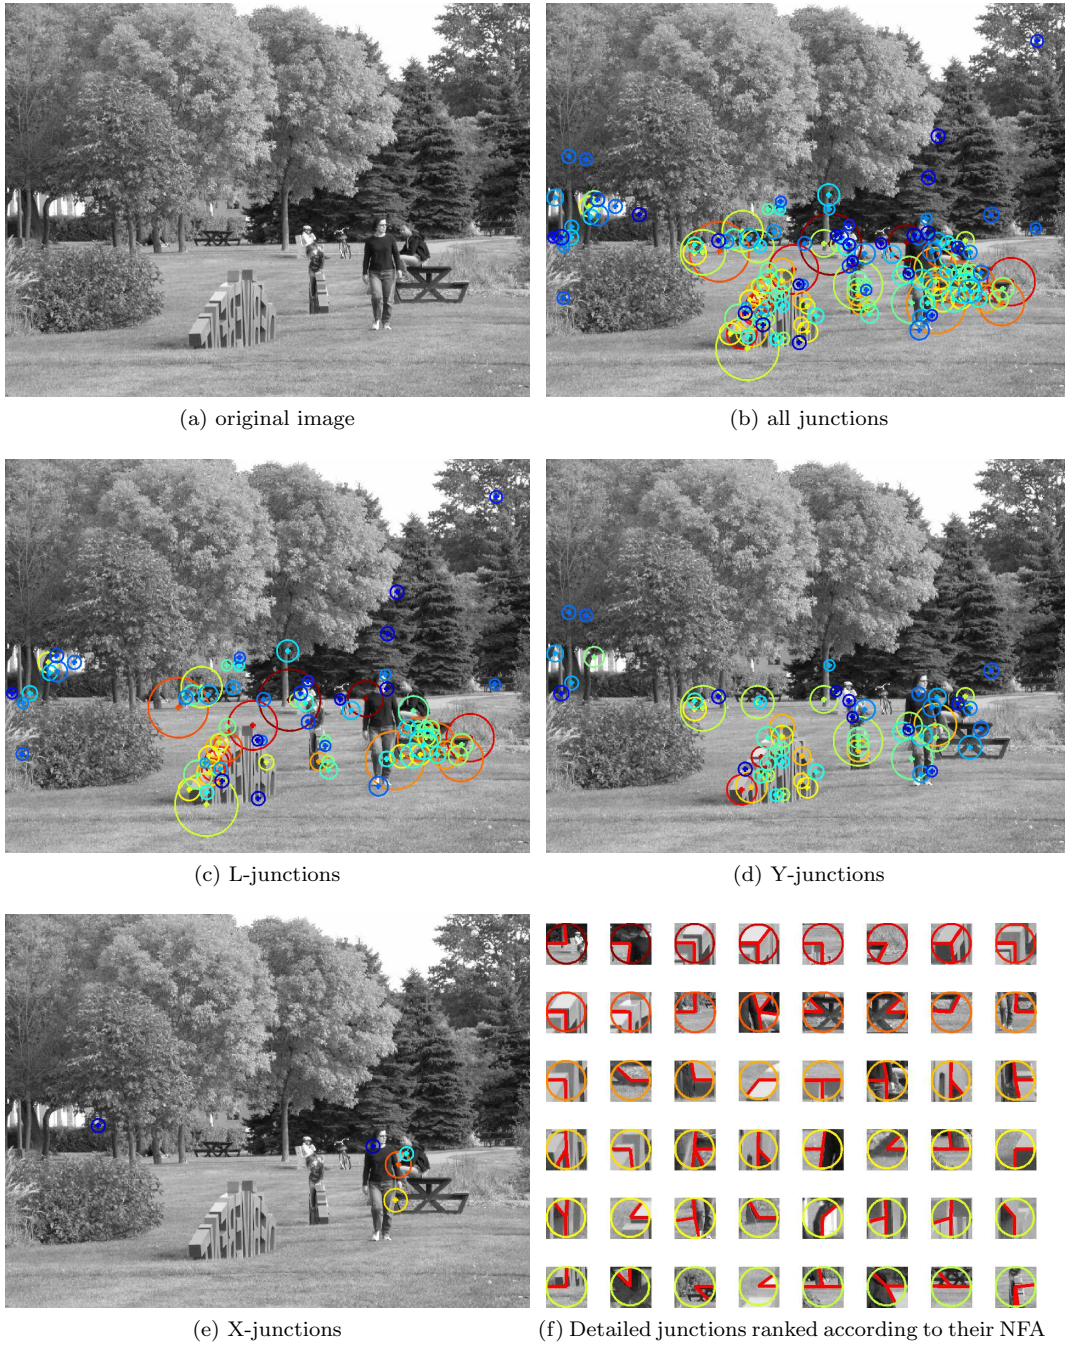 (a) original image
(b) all junctions
(c) L-junctions
(d) Y-junctions
(e) X-junctions
(f) Detailed junctions ranked according to their NFA